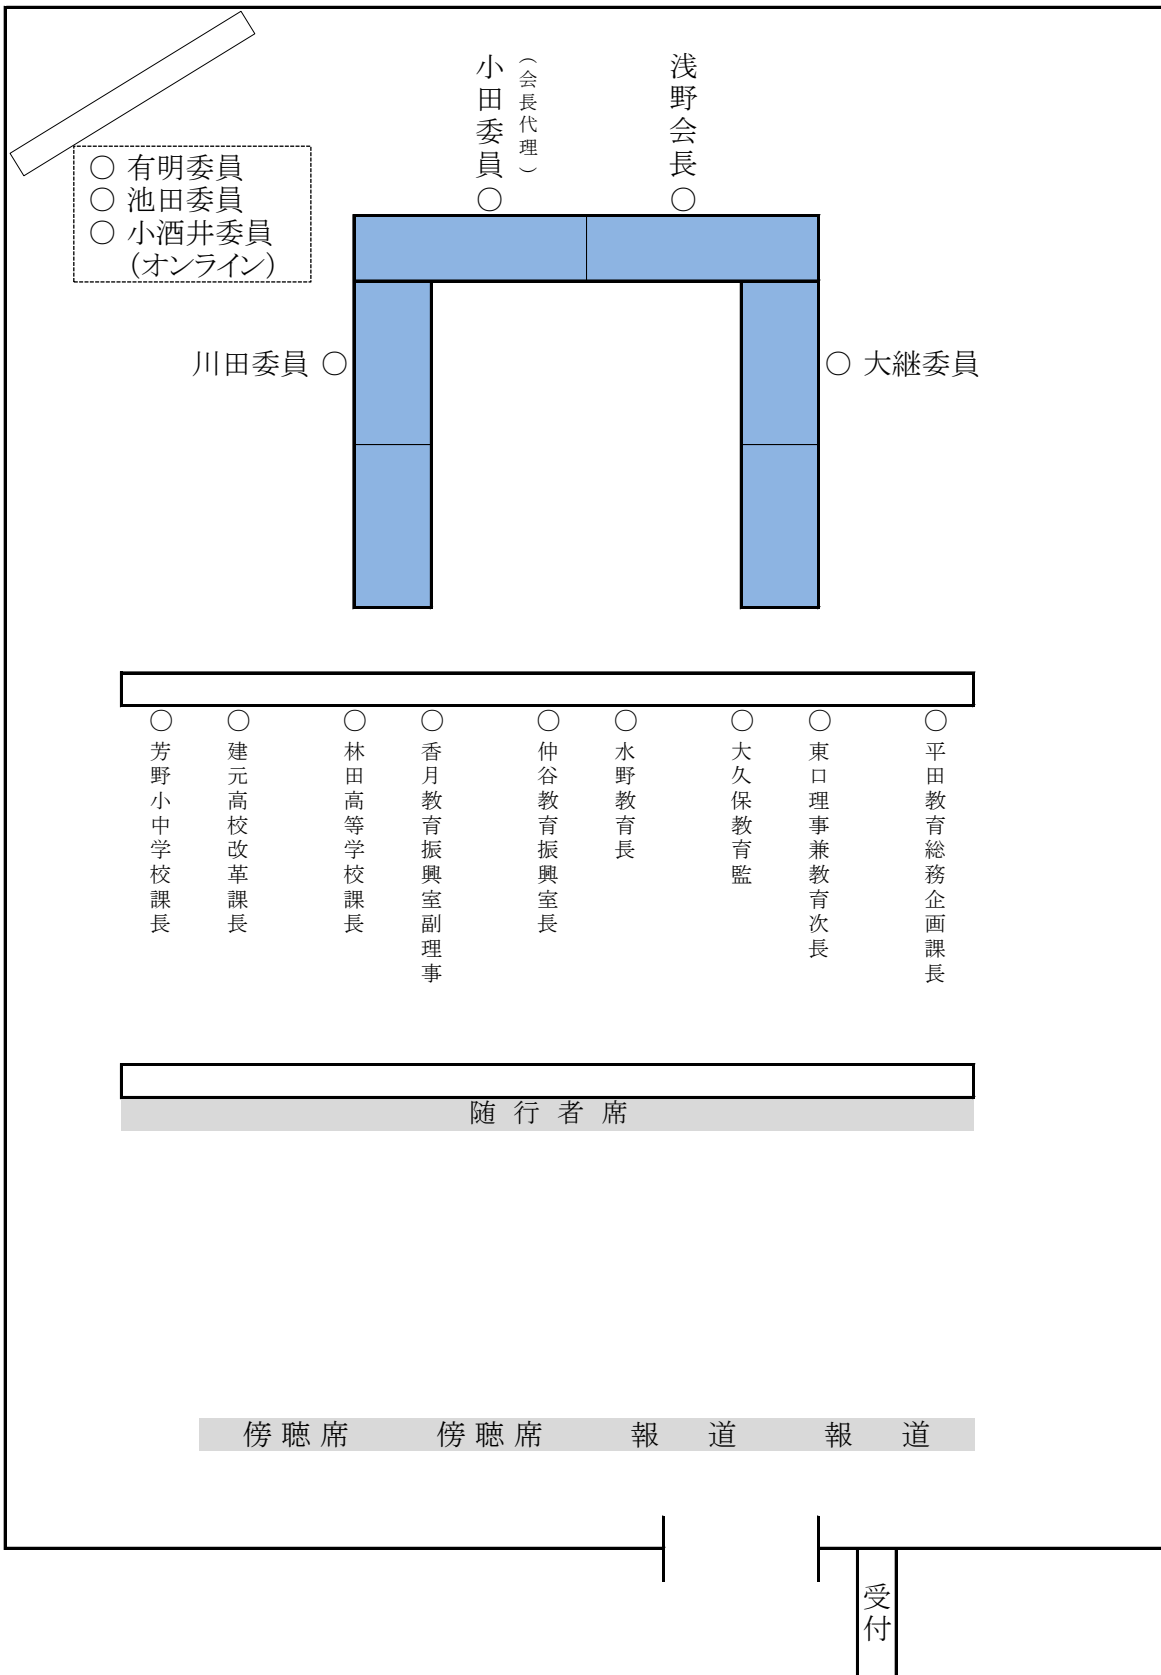 浅野会長○
（会長代理）
小田委員○
○ 有明委員
○ 池田委員
○ 小酒井委員
（オンライン）
川田委員 ○
○ 大継委員
○芳野小中学校課長
○建元高校改革課長
○林田高等学校課長
○香月教育振興室副理事
○仲谷教育振興室長
○水野教育長
○大久保教育監
○東口理事兼教育次長
○平田教育総務企画課長
随行者席
傍聴席 傍聴席 報道 報道
受付